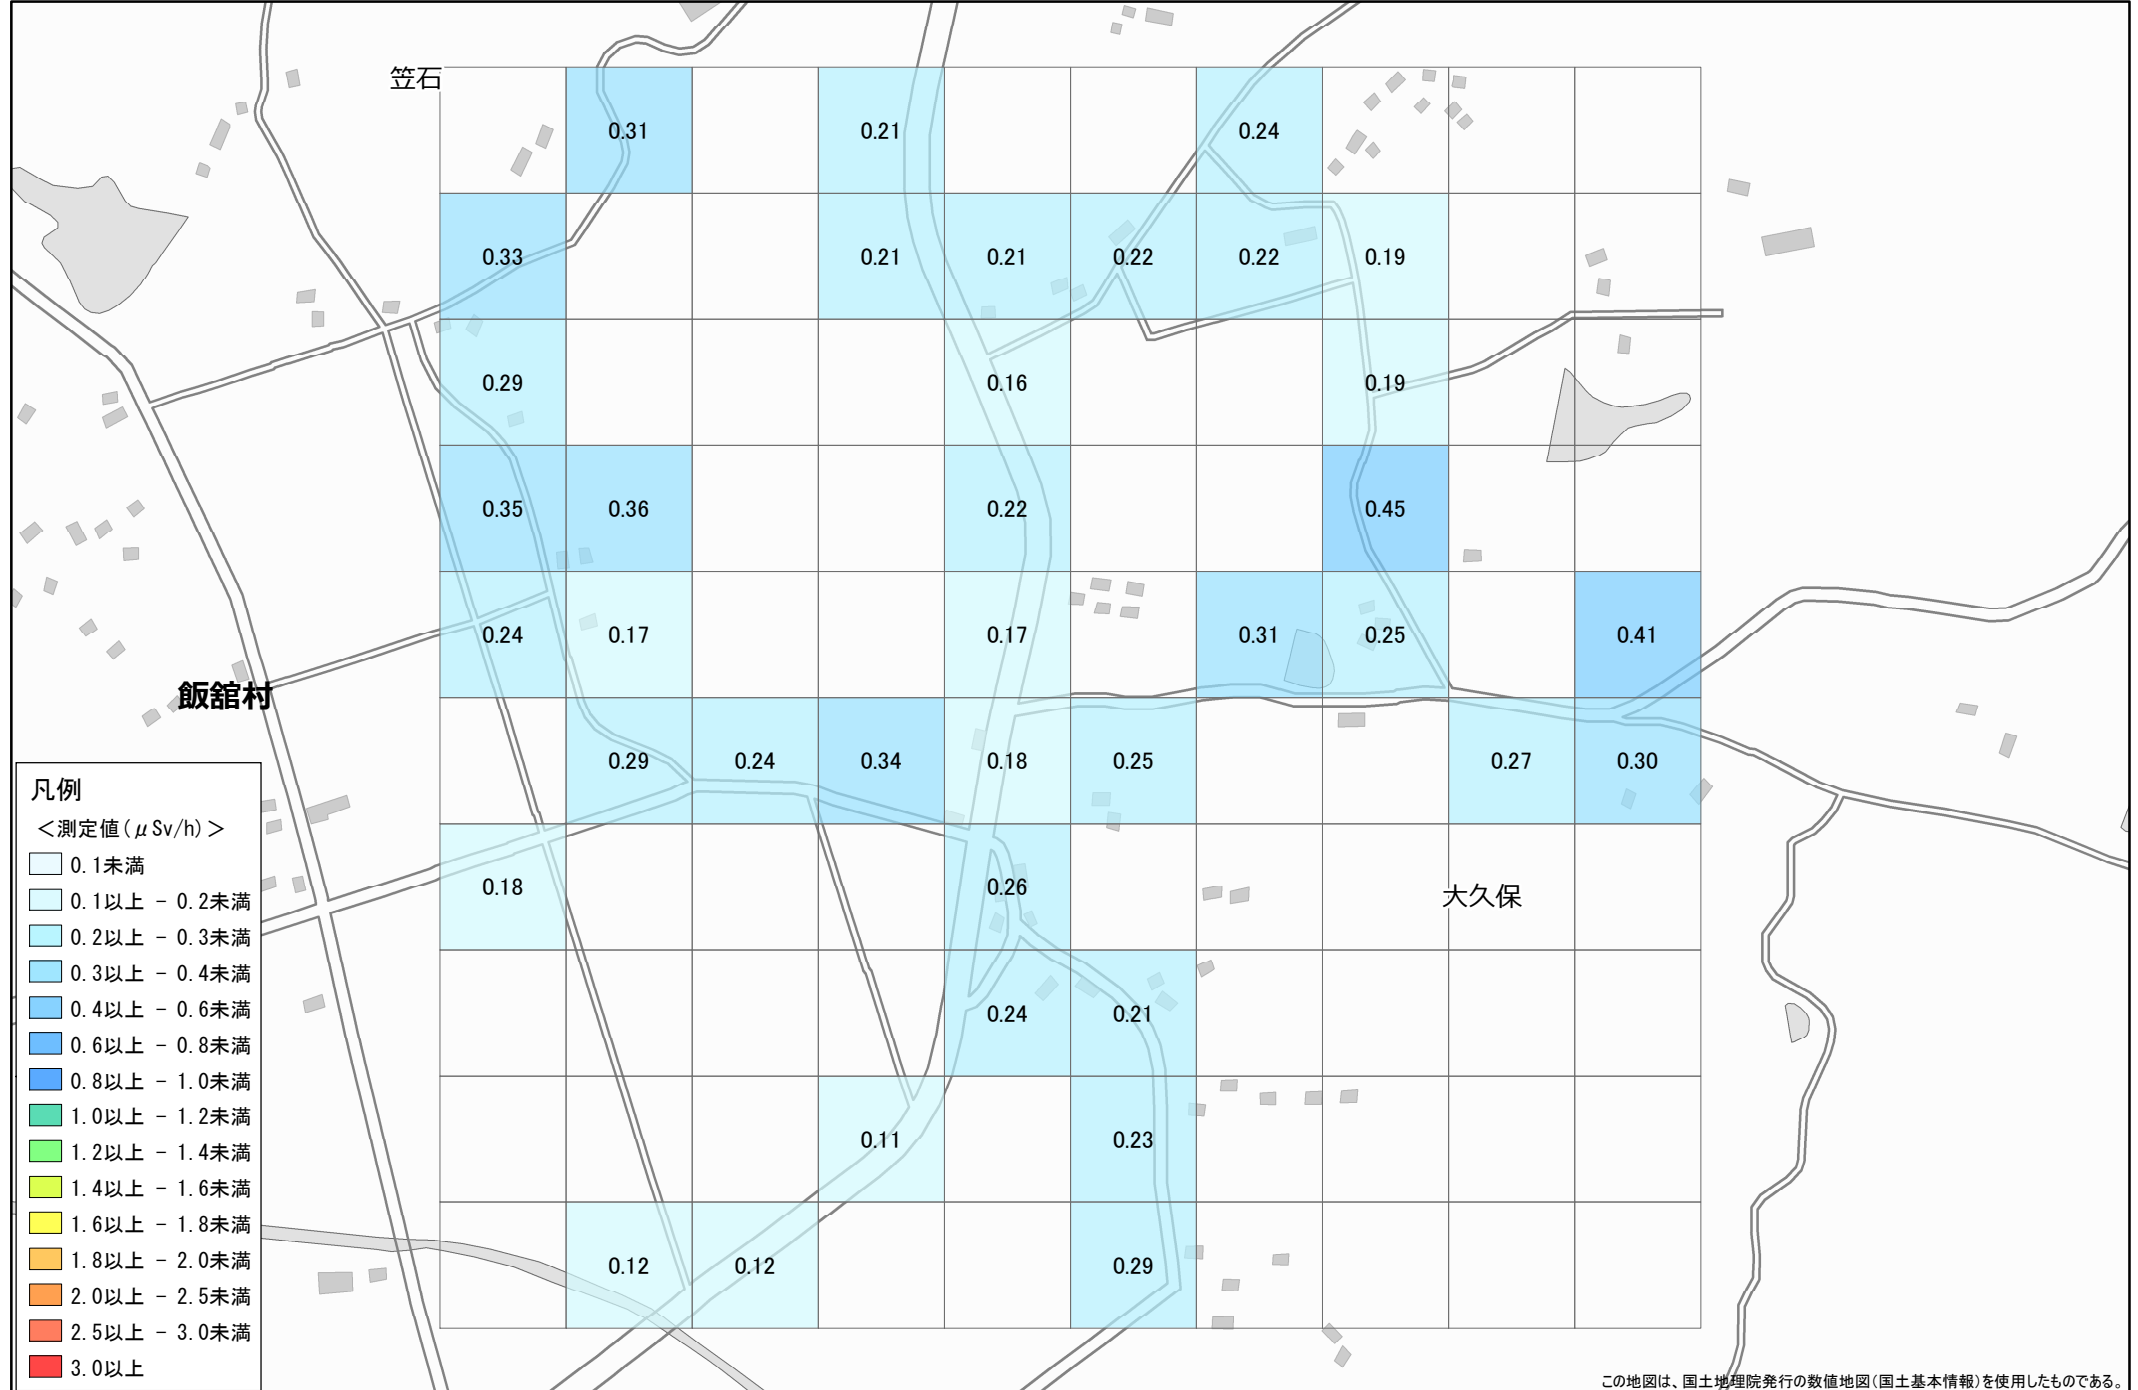 笠石
0.31 0.21 0.24
0.33 0.21 0.21 0.22 0.22 0.19
0.29 0.16 0.19
0.35 0.36 0.22 0.45
0.24 0.17 0.17 0.31 0.25 0.41
飯舘村
0.29 0.24 0.34 0.18 0.25 0.27 0.30
0.18 0.26
大久保
0.24 0.21
0.11 0.23
0.12 0.12 0.29
凡例
＜測定値(μSv/h)＞
0.1未満
0.1以上 － 0.2未満
0.2以上 － 0.3未満
0.3以上 － 0.4未満
0.4以上 － 0.6未満
0.6以上 － 0.8未満
0.8以上 － 1.0未満
1.0以上 － 1.2未満
1.2以上 － 1.4未満
1.4以上 － 1.6未満
1.6以上 － 1.8未満
1.8以上 － 2.0未満
2.0以上 － 2.5未満
2.5以上 － 3.0未満
3.0以上
この地図は、国土地理院発行の数値地図(国土基本情報)を使用したものである。